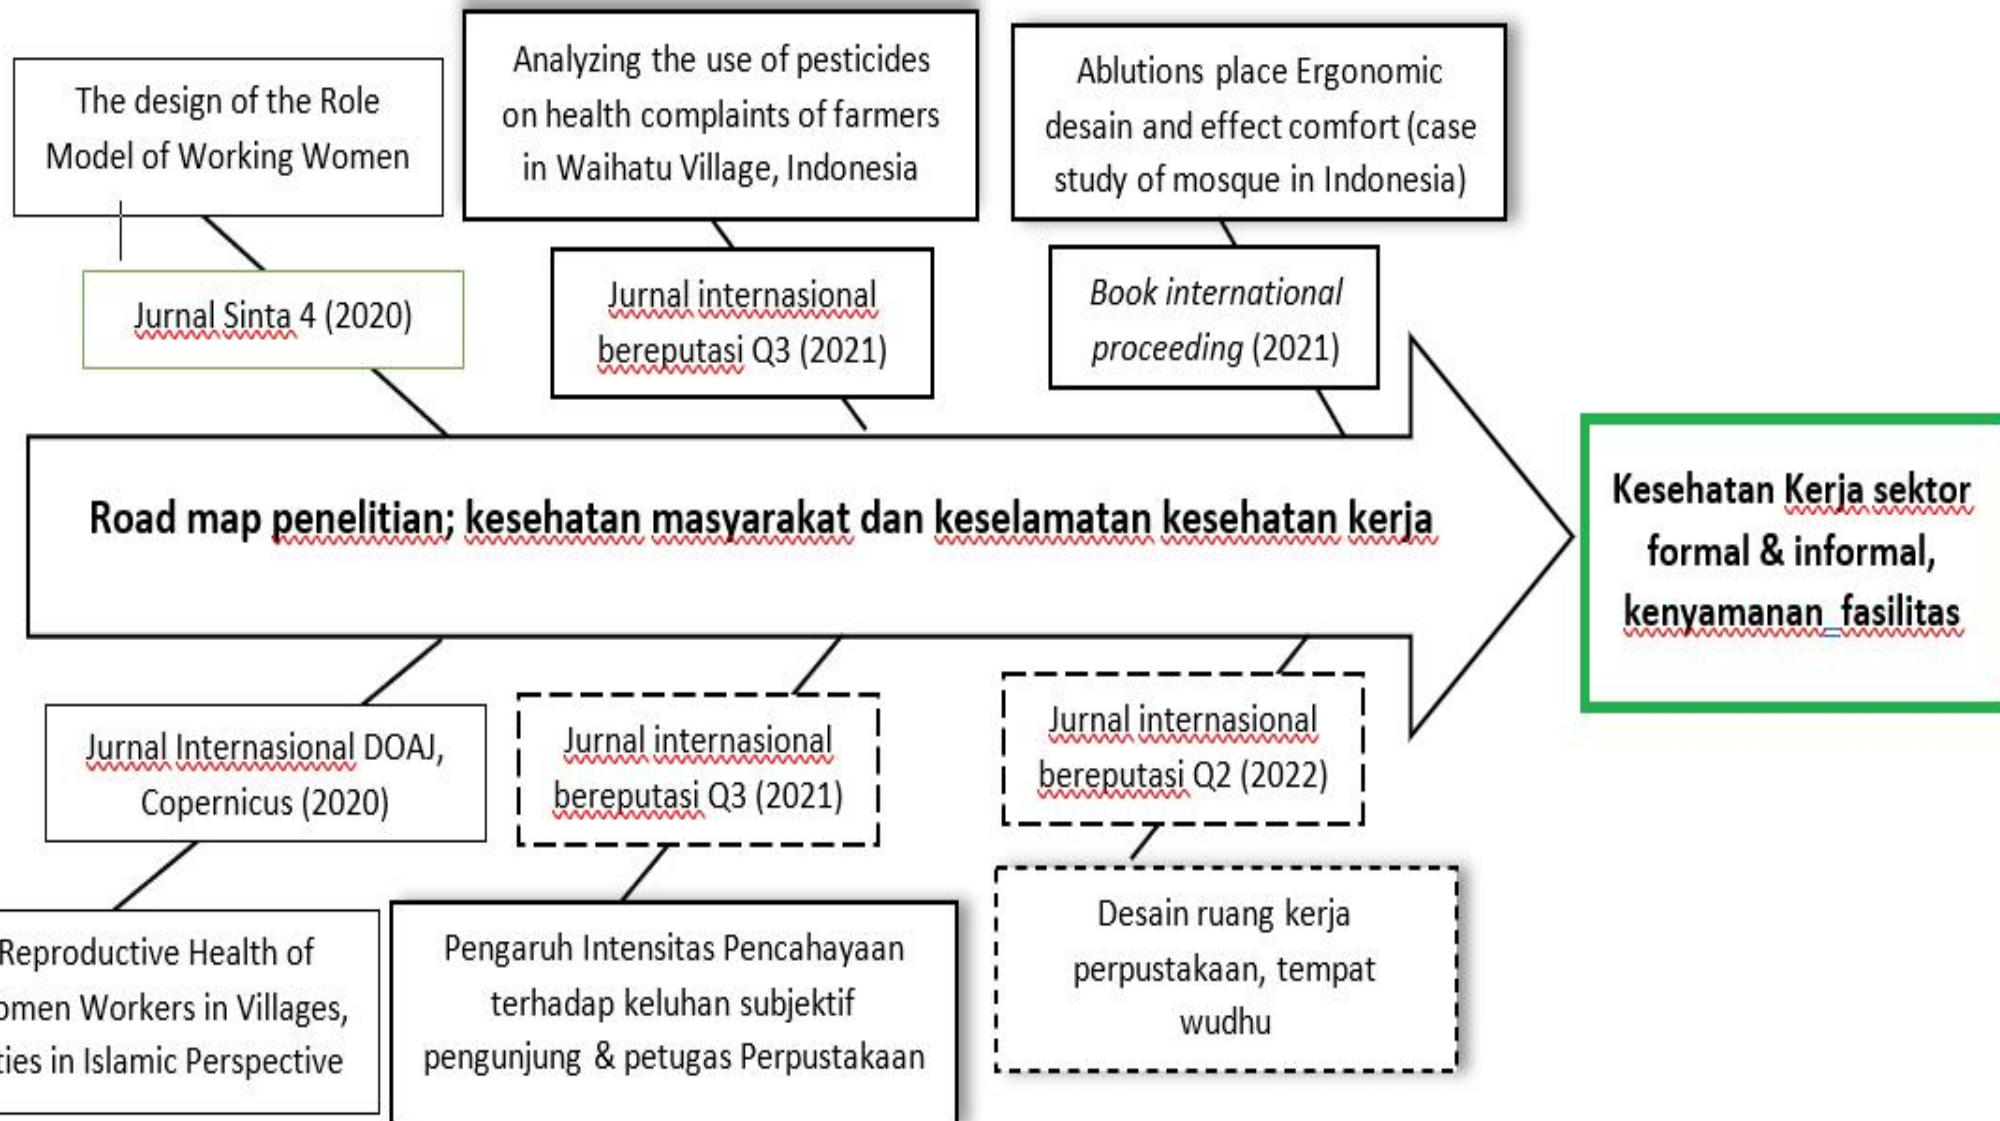 The design of the Role
Model of Working Women
Analyzing the use of pesticides
on health complaints of farmers
in Waihatu Village, Indonesia
Ablutions place Ergonomic
desain and effect comfort (case
study of mosque in Indonesia)
Jurnal Sinta 4 (2020)
Jurnal internasional
bereputasi Q3 (2021)
Book international
proceeding (2021)
Road map penelitian; kesehatan masyarakat dan keselamatan kesehatan kerja
Kesehatan Kerja sektor
formal & informal,
kenyamanan fasilitas
Jurnal Internasional DOAJ,
Copernicus (2020)
Jurnal internasional
bereputasi Q3 (2021)
Jurnal internasional
bereputasi Q2 (2022)
Reproductive Health of
Workers in Villages,
in Islamic Perspective
Pengaruh Intensitas Pencahayaan
terhadap keluhan subjektif
pengunjung & petugas Perpustakaan
Desain ruang kerja
perpustakaan, tempat
wudhu